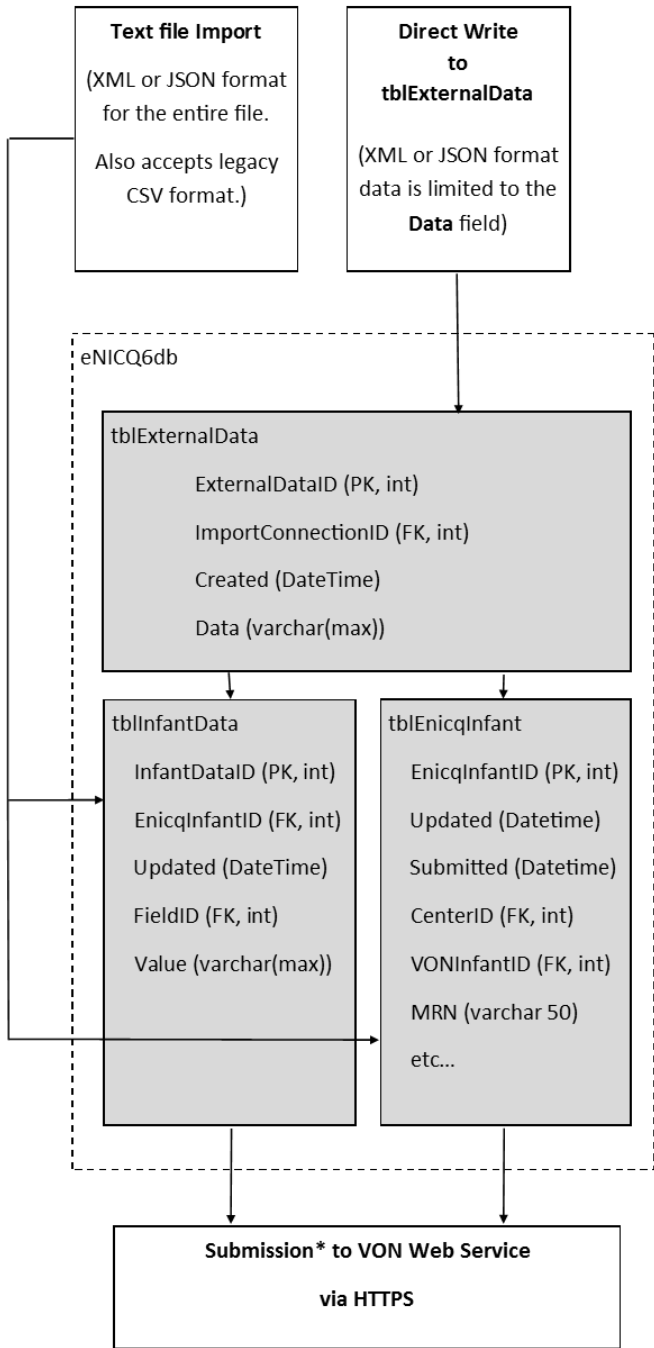 Text file Import
(XML or JSON format
for the entire file.
Also accepts legacy
CSV format.)
Direct Write
to
tblExternalData
(XML or JSON format
data is limited to the
Data field)
eNICQ6db
tblExternalData
ExternalDataID (PK, int)
ImportConnectionID (FK, int)
Created (DateTime)
Data (varchar(max))
tblInfantData
InfantDataID (PK, int)
EnicqInfantID (FK, int)
Updated (DateTime)
FieldID (FK, int)
Value (varchar(max))
tblEnicqInfant
EnicqInfantID (PK, int)
Updated (Datetime)
Submitted (Datetime)
CenterID (FK, int)
VONInfantID (FK, int)
MRN (varchar 50)
etc...
Submission* to VON Web Service
via HTTPS